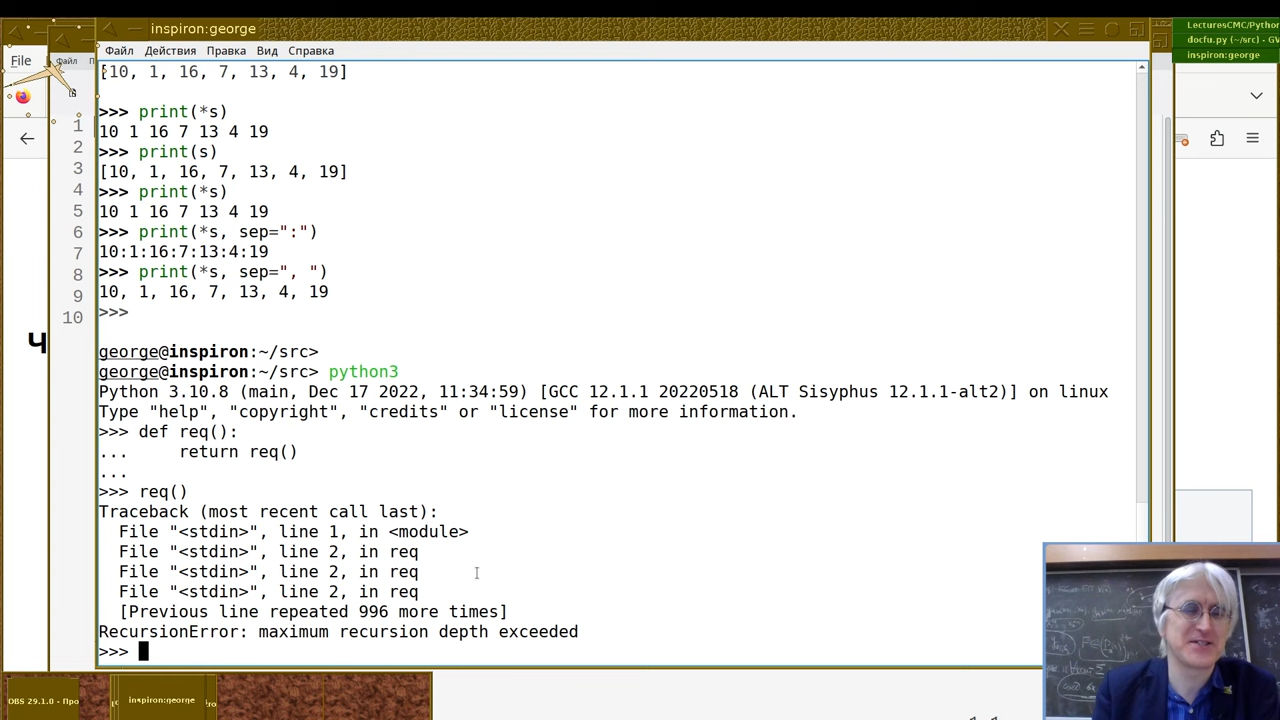 inspiron:george
LecturesCMC/Python
docfu.py (~/src) - GV
inspiron:george
File
Файл
Файл Действия Правка Вид Справка
[10, 1, 16, 7, 13, 4, 19]
>>> print(*s)
10 1 16 7 13 4 19
>>> print(s)
[10, 1, 16, 7, 13, 4, 19]
>>> print(*s)
10 1 16 7 13 4 19
>>> print(*s, sep=":")
10:1:16:7:13:4:19
>>> print(*s, sep=", ")
10, 1, 16, 7, 13, 4, 19
>>>
george@inspiron:~/src>
george@inspiron:~/src> python3
Python 3.10.8 (main, Dec 17 2022, 11:34:59) [GCC 12.1.1 20220518 (ALT Sisyphus 12.1.1-alt2)] on linux
Type "help", "copyright", "credits" or "license" for more information.
>>> def req():
...     return req()
...
>>> req()
Traceback (most recent call last):
  File "<stdin>", line 1, in <module>
  File "<stdin>", line 2, in req
  File "<stdin>", line 2, in req
  File "<stdin>", line 2, in req
  [Previous line repeated 996 more times]
RecursionError: maximum recursion depth exceeded
>>>
1
2
3
4
5
6
7
8
9
10
Ч
DBS 29.1.0 - Про
inspiron:george